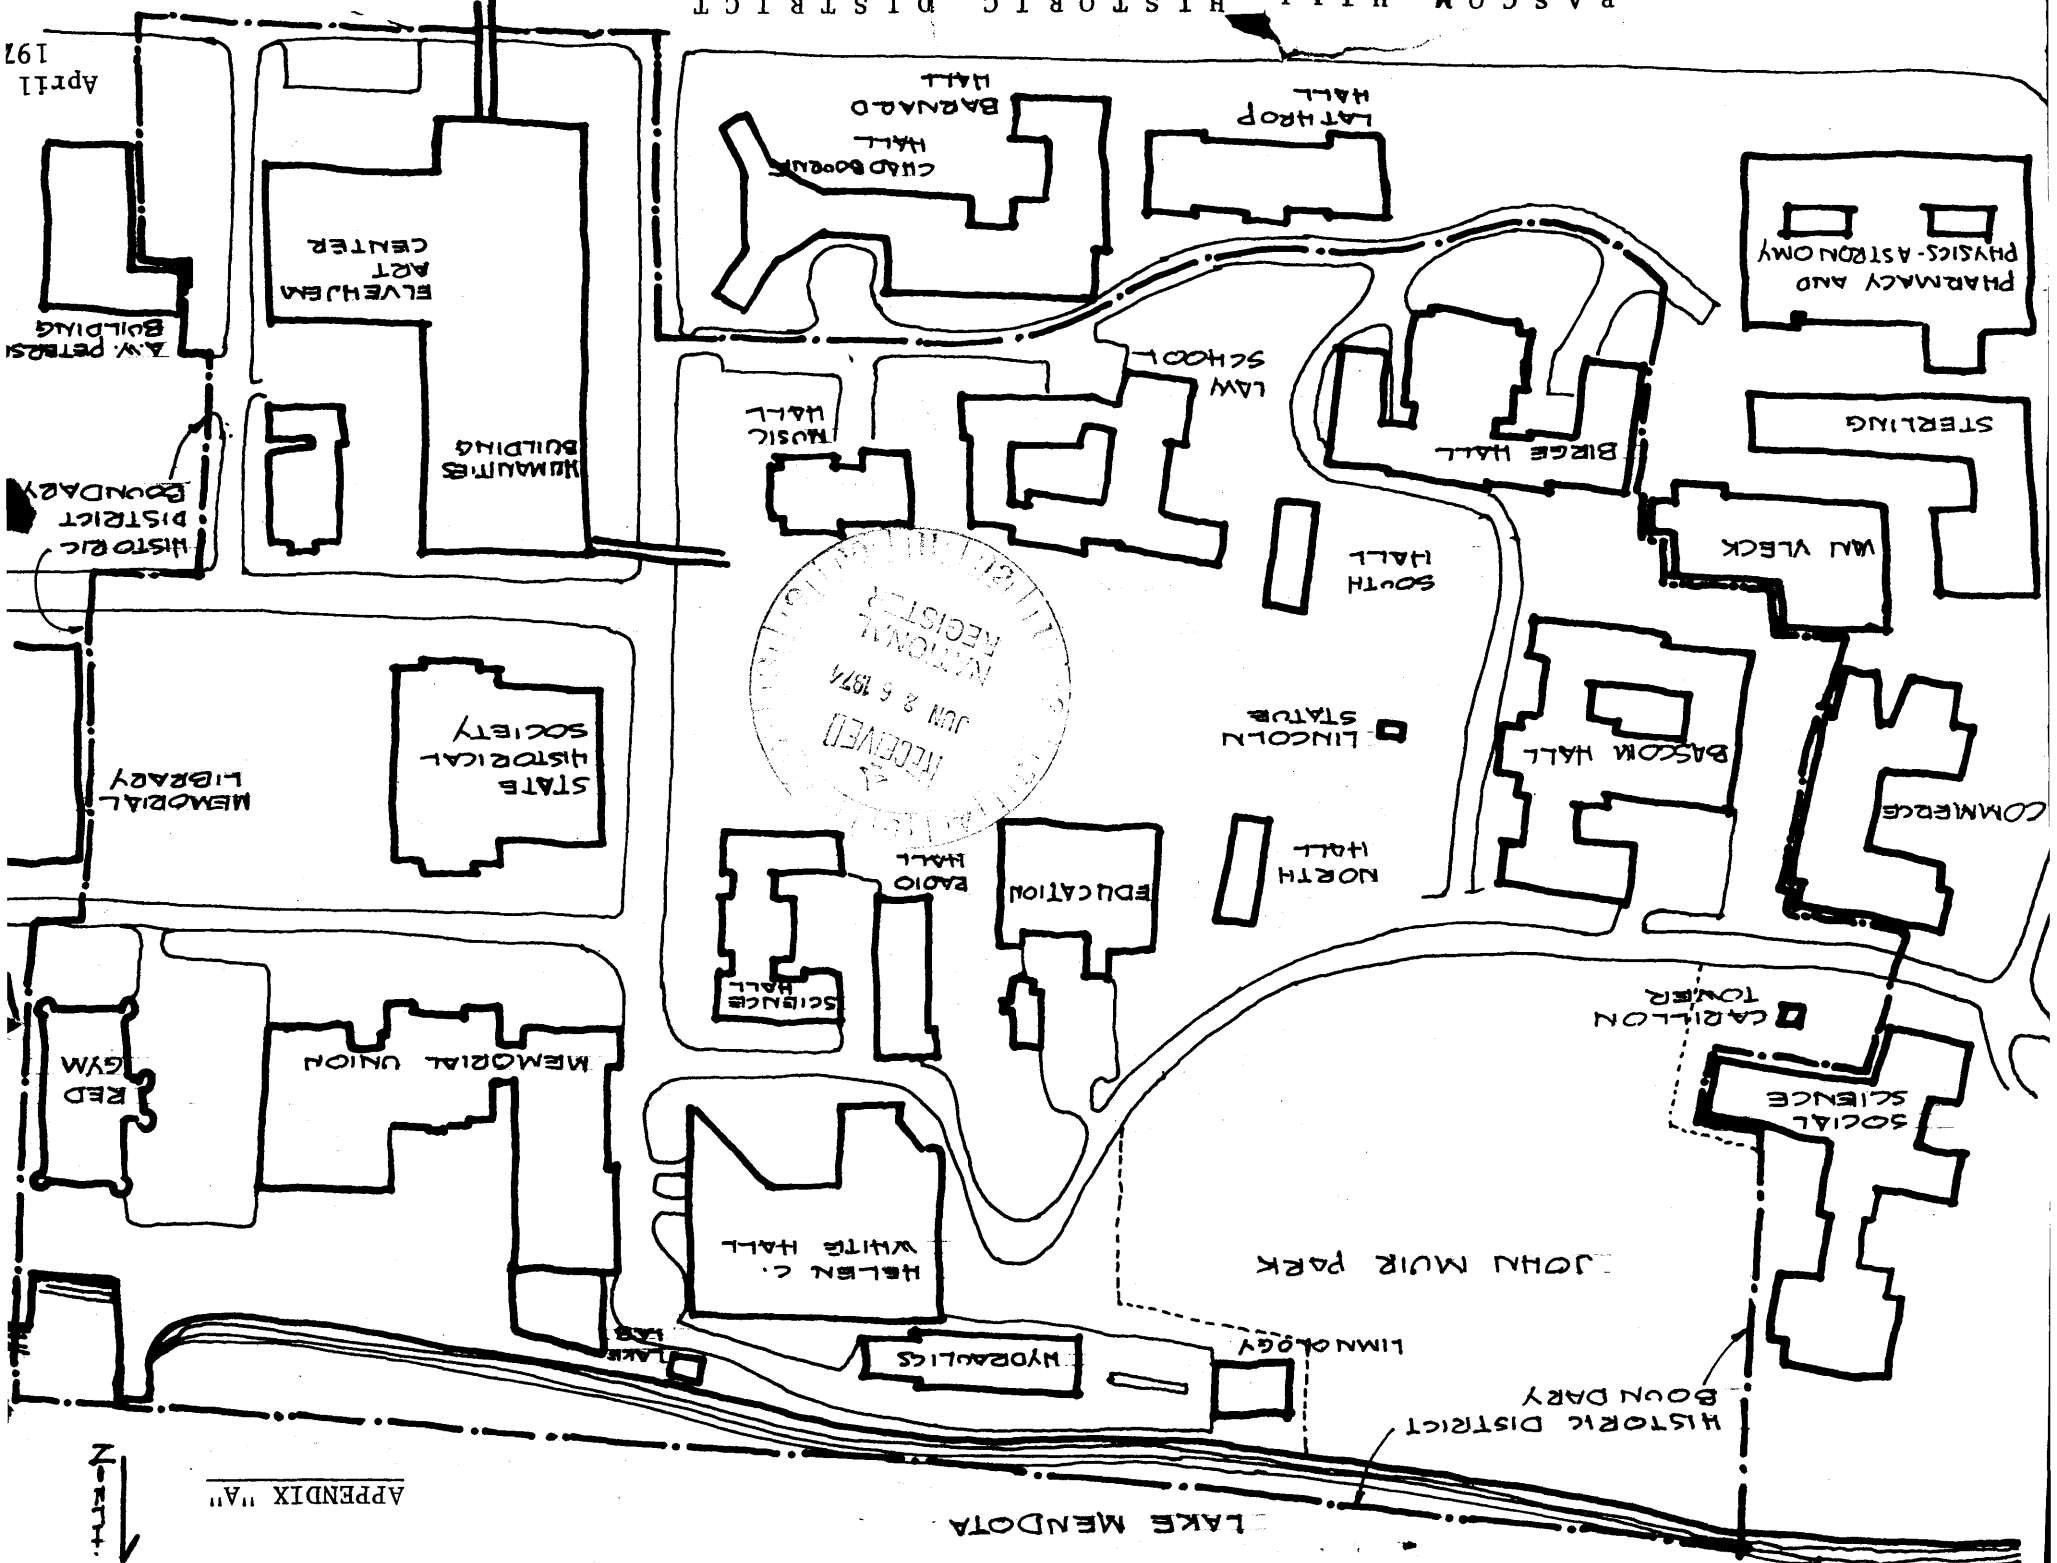 LAKE MENDOTA
APPENDIX "A"
NORTH
HISTORIC DISTRICT
BOUNDARY
LIMNOLOGY
HYDRAULICS
LAKE
LAB
JOHN MUIR PARK
HELEN C.
WHITE HALL
SOCIAL
SCIENCE
MEMORIAL UNION
RED
GYM
CARILLON
TOWER
SCIENCE
HALL
EDUCATION
RADIO
HALL
NORTH
HALL
COMMERCE
BASCOM HALL
LINCOLN
STATUE
RECEIVED
JUN 26 1974
NATIONAL
REGISTER
STATE
HISTORICAL
SOCIETY
MEMORIAL
LIBRARY
SOUTH
HALL
VAN VLECK
HISTORIC
DISTRICT
BOUNDARY
STERLING
BIRGE HALL
LAW
SCHOOL
MUSIC
HALL
HUMANITIES
BUILDING
A.W. PETERS
BUILDING
PHARMACY AND
PHYSICS-ASTRONOMY
ELVEHJEM
ART
CENTER
CHADBOURNE
HALL
BARNARD
HALL
LATHROP
HALL
April
197
BASCOM HILL HISTORIC DISTRICT